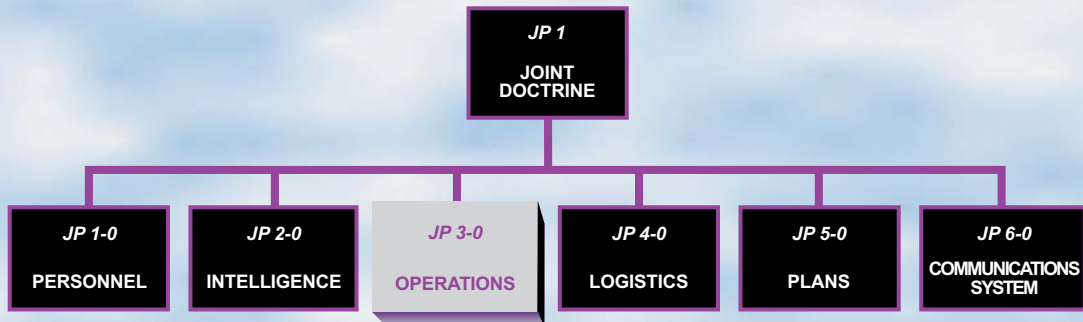 JP 1
JOINT
DOCTRINE
JP 1-0
PERSONNEL
JP 2-0
INTELLIGENCE
JP 3-0
OPERATIONS
JP 4-0
LOGISTICS
JP 5-0
PLANS
JP 6-0
COMMUNICATIONS
SYSTEM